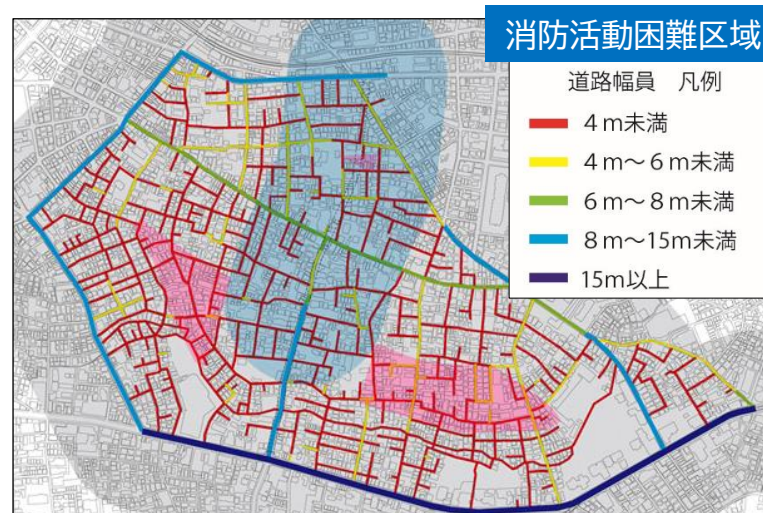 消防活動困難区域
道路幅員　凡例
４ｍ未満
４ｍ～６ｍ未満
６ｍ～８ｍ未満
８ｍ～15ｍ未満
15ｍ以上